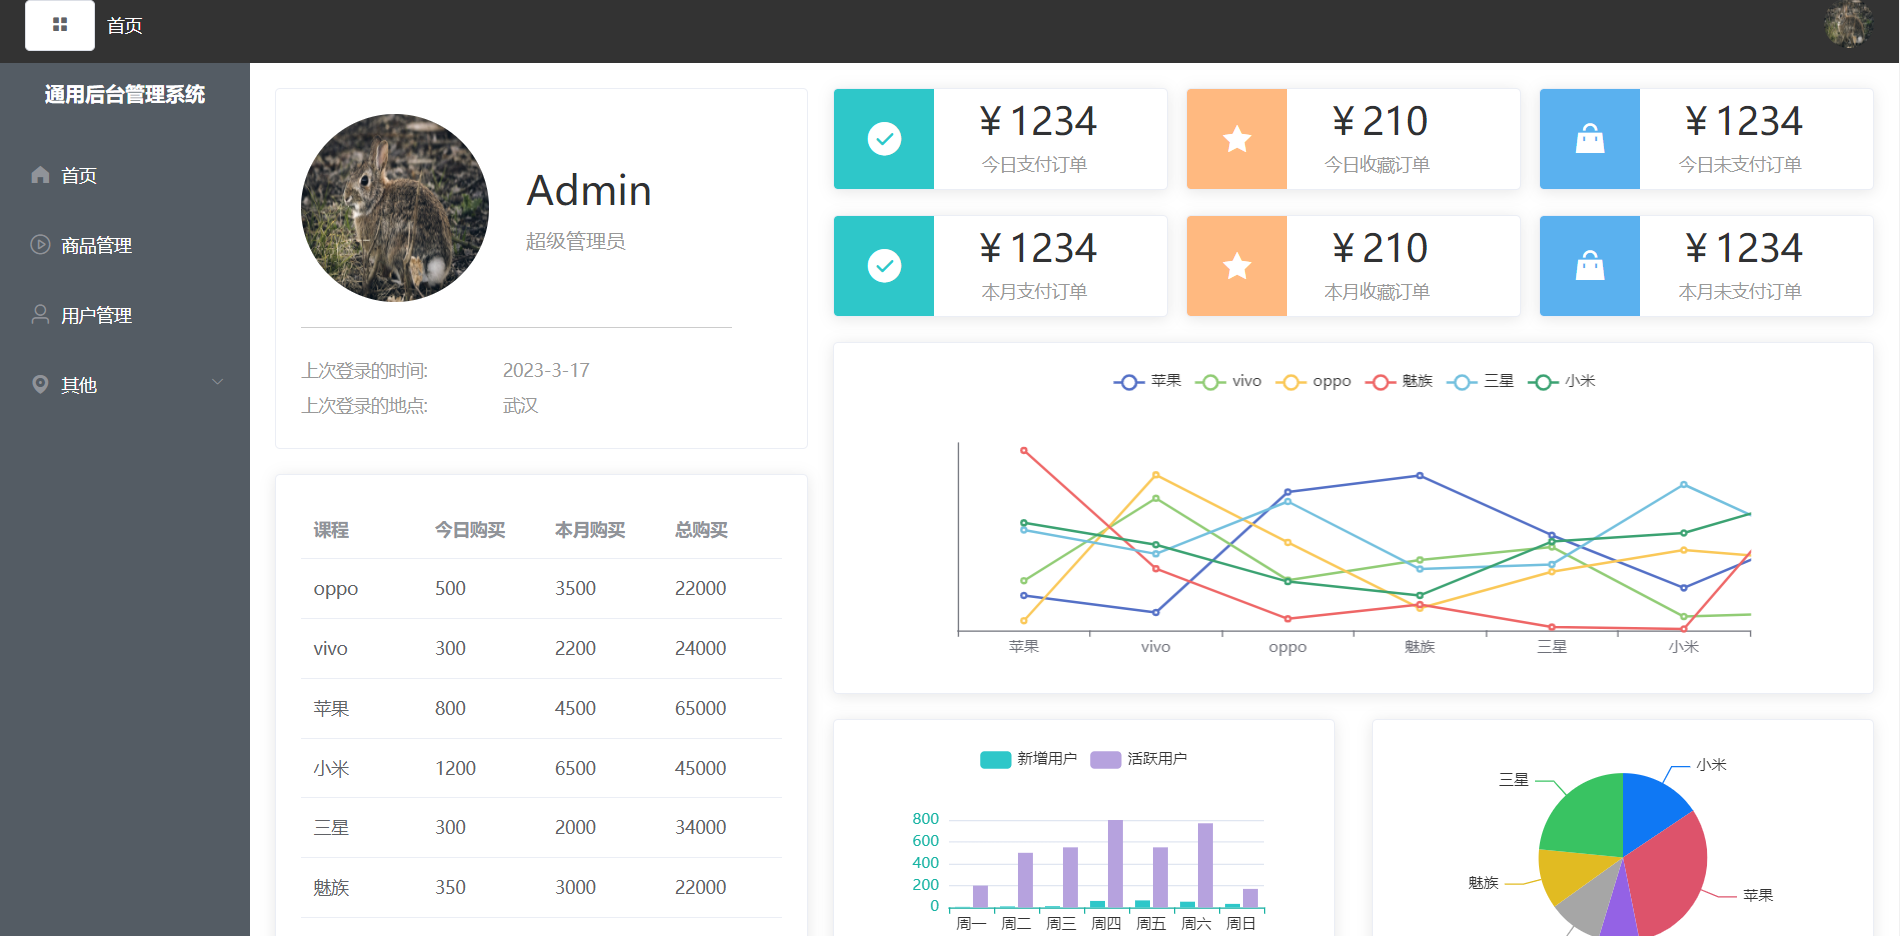 首页
通用后台管理系统
首页
商品管理
用户管理
其他
Admin
超级管理员
上次登录的时间: 2023-3-17
上次登录的地点: 武汉
课程 今日购买 本月购买 总购买
oppo 500 3500 22000
vivo 300 2200 24000
苹果 800 4500 65000
小米 1200 6500 45000
三星 300 2000 34000
魅族 350 3000 22000
¥ 1234
今日支付订单
¥ 210
今日收藏订单
¥ 1234
今日未支付订单
¥ 1234
本月支付订单
¥ 210
本月收藏订单
¥ 1234
本月未支付订单
苹果 vivo oppo 魅族 三星 小米
苹果 vivo oppo 魅族 三星 小米
新增用户 活跃用户
800
600
400
200
0
周一 周二 周三 周四 周五 周六 周日
小米
三星
魅族
苹果